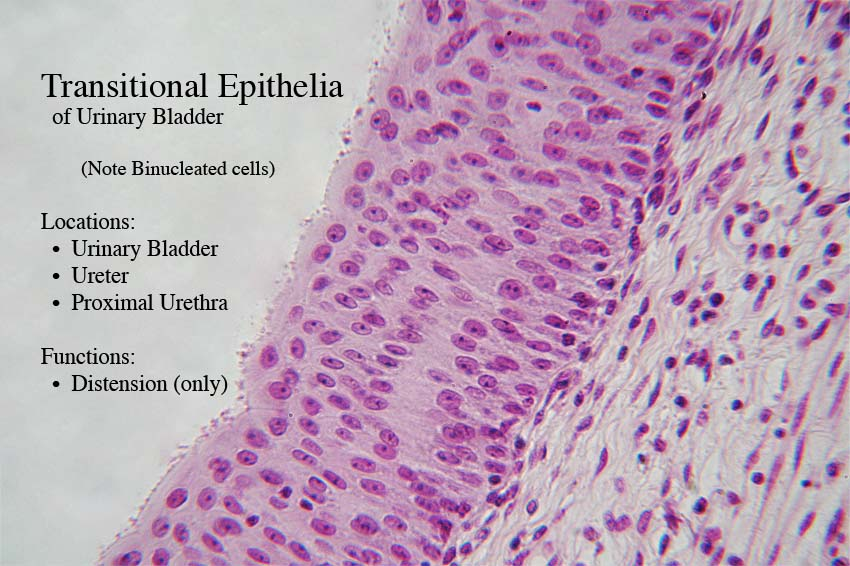 Transitional Epithelia
of Urinary Bladder
(Note Binucleated cells)
Locations:
• Urinary Bladder
• Ureter
• Proximal Urethra
Functions:
• Distension (only)